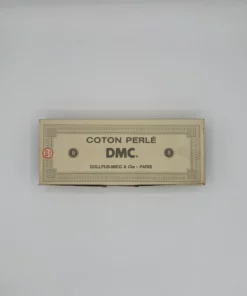 COTON PERLÉ
DMC.
DOLLFUS-MIEG & Cie - PARIS